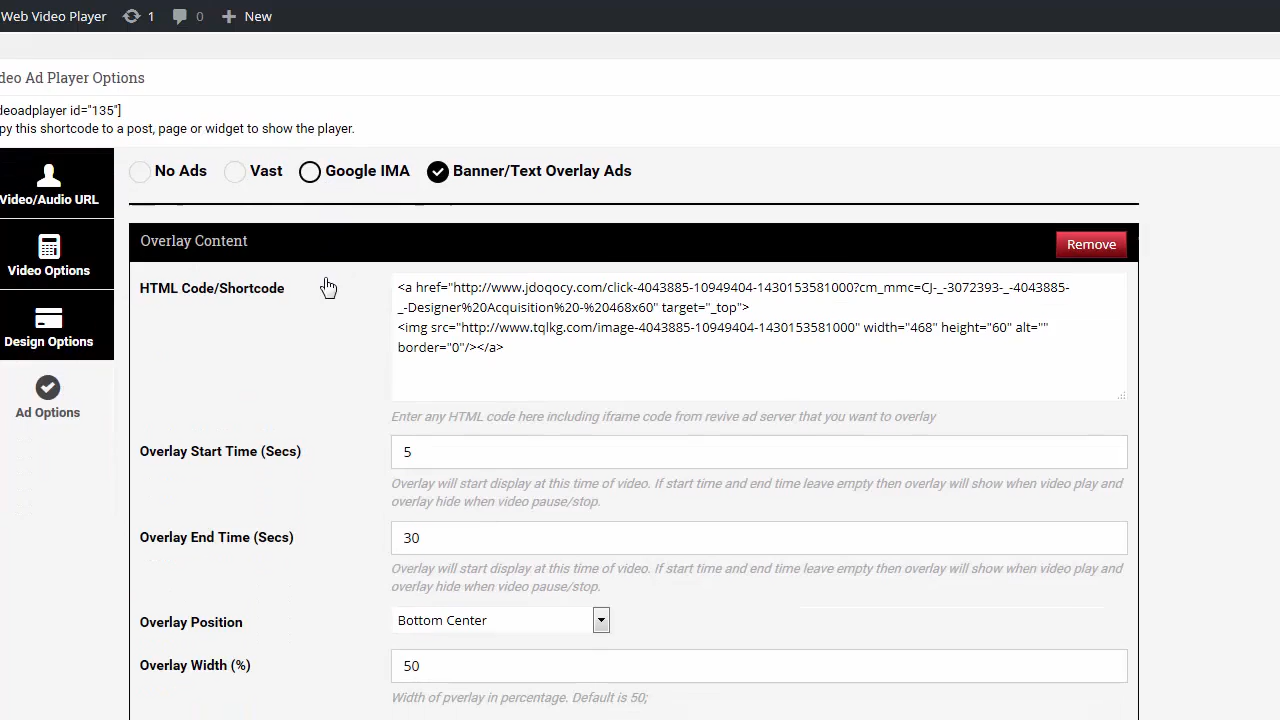 Web Video Player 1 0 New
deo Ad Player Options
deoadplayer id="135"]
py this shortcode to a post, page or widget to show the player.
No Ads Vast Google IMA Banner/Text Overlay Ads
Video/Audio URL
Video Options
Design Options
Ad Options
Overlay Content Remove
HTML Code/Shortcode
<a href="http://www.jdoqocy.com/click-4043885-10949404-1430153581000?cm_mmc=CJ-_-3072393-_-4043885-
_-Designer%20Acquisition%20-%20468x60" target="_top">
<img src="http://www.tqlkg.com/image-4043885-10949404-1430153581000" width="468" height="60" alt=""
border="0"/></a>
Enter any HTML code here including iframe code from revive ad server that you want to overlay
Overlay Start Time (Secs) 5
Overlay will start display at this time of video. If start time and end time leave empty then overlay will show when video play and
overlay hide when video pause/stop.
Overlay End Time (Secs) 30
Overlay will start display at this time of video. If start time and end time leave empty then overlay will show when video play and
overlay hide when video pause/stop.
Overlay Position Bottom Center
Overlay Width (%) 50
Width of pverlay in percentage. Default is 50;